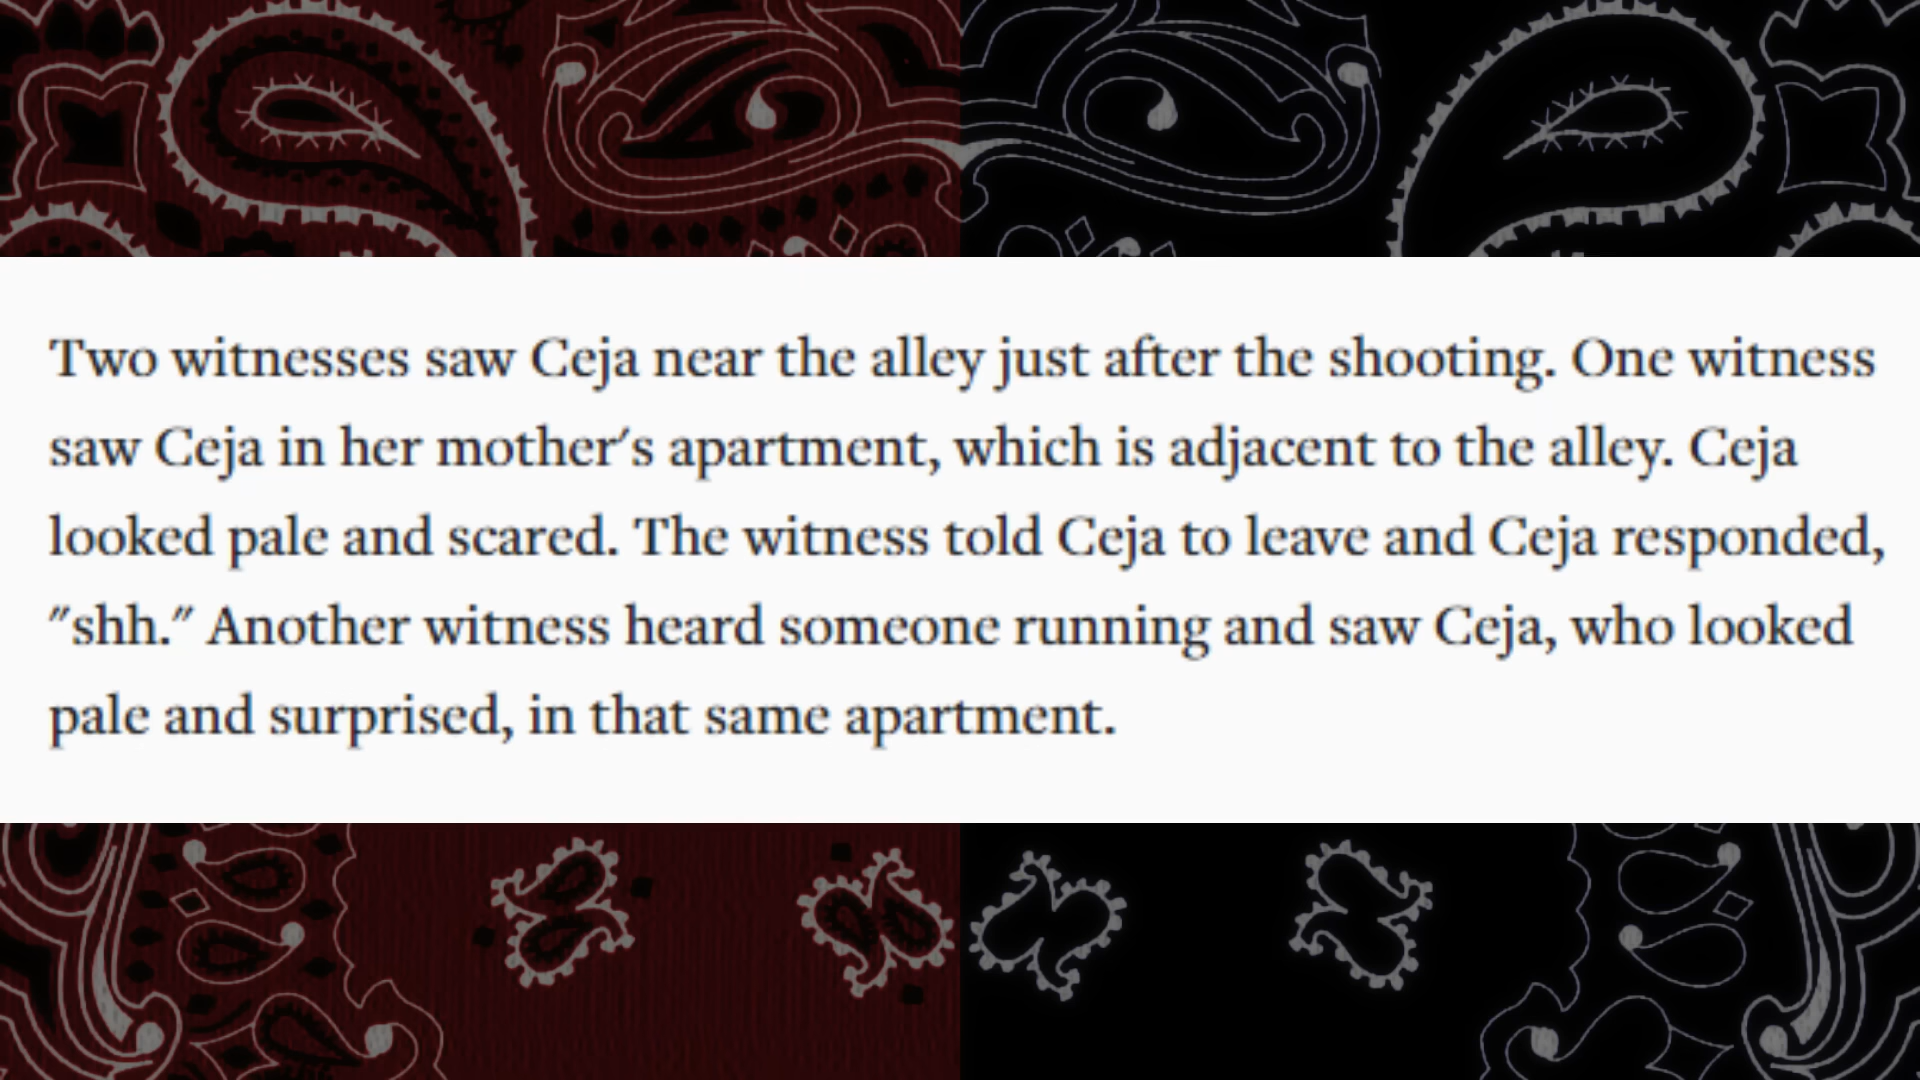 Two witnesses saw Ceja near the alley just after the shooting. One witness
saw Ceja in her mother's apartment, which is adjacent to the alley. Ceja
looked pale and scared. The witness told Ceja to leave and Ceja responded,
"shh." Another witness heard someone running and saw Ceja, who looked
pale and surprised, in that same apartment.